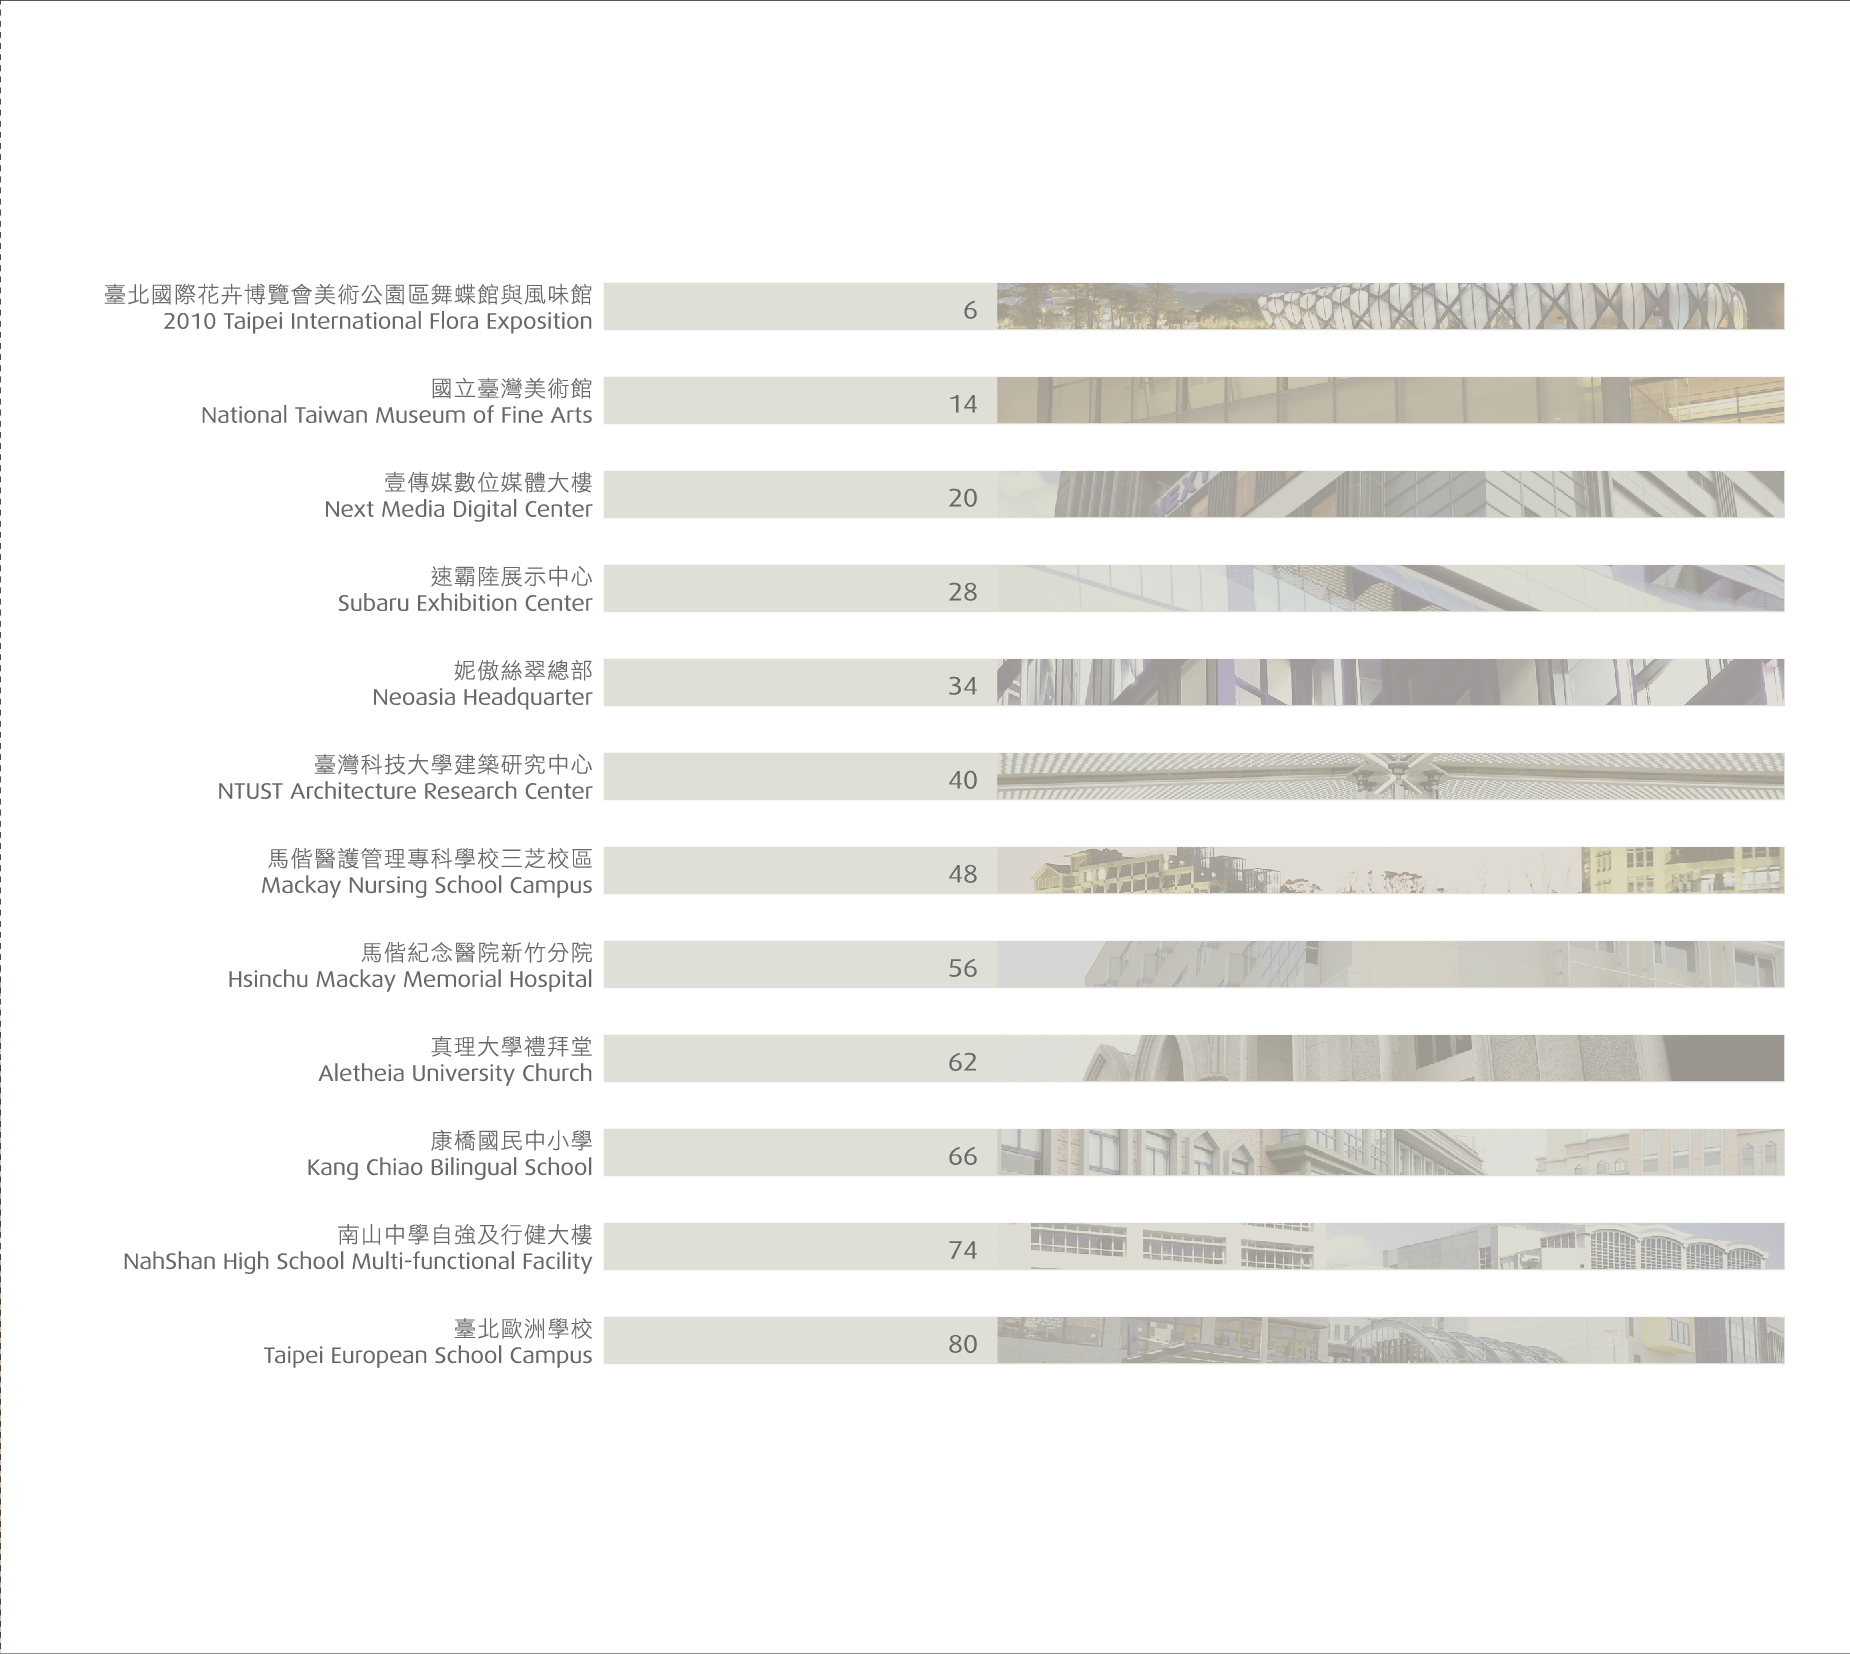 臺北國際花卉博覽會美術公園區舞蝶館與風味館
2010 Taipei International Flora Exposition
6
國立臺灣美術館
National Taiwan Museum of Fine Arts
14
壹傳媒數位媒體大樓
Next Media Digital Center
20
NEXT
速霸陸展示中心
Subaru Exhibition Center
28
妮傲絲翠總部
Neoasia Headquarter
34
臺灣科技大學建築研究中心
NTUST Architecture Research Center
40
馬偕醫護管理專科學校三芝校區
Mackay Nursing School Campus
48
馬偕紀念醫院新竹分院
Hsinchu Mackay Memorial Hospital
56
真理大學禮拜堂
Aletheia University Church
62
康橋國民中小學
Kang Chiao Bilingual School
66
南山中學自強及行健大樓
NahShan High School Multi-functional Facility
74
臺北歐洲學校
Taipei European School Campus
80